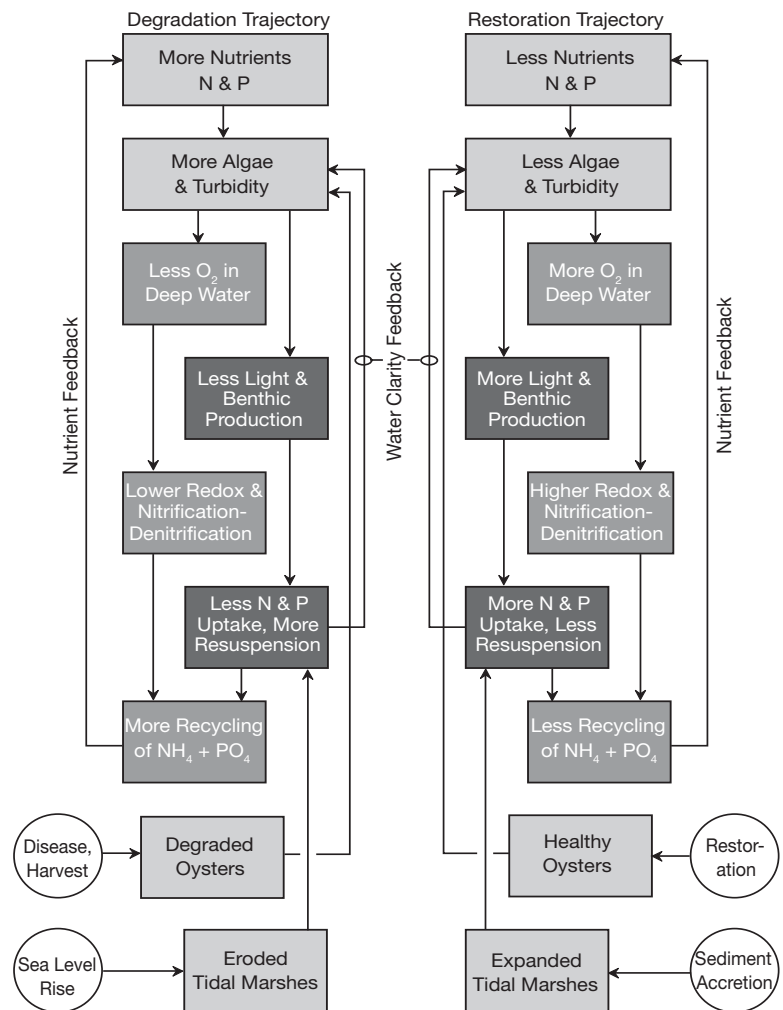 Degradation Trajectory
More Nutrients
N & P
More Algae
& Turbidity
Less O₂ in
Deep Water
Less Light &
Benthic
Production
Lower Redox &
Nitrification-
Denitrification
Less N & P
Uptake, More
Resuspension
More Recycling
of NH₄ + PO₄
Nutrient Feedback
Disease,
Harvest
Degraded
Oysters
Sea Level
Rise
Eroded
Tidal Marshes
Water Clarity Feedback
Restoration Trajectory
Less Nutrients
N & P
Less Algae
& Turbidity
More O₂ in
Deep Water
More Light &
Benthic
Production
Higher Redox &
Nitrification-
Denitrification
More N & P
Uptake, Less
Resuspension
Less Recycling
of NH₄ + PO₄
Nutrient Feedback
Healthy
Oysters
Restor-
ation
Expanded
Tidal Marshes
Sediment
Accretion